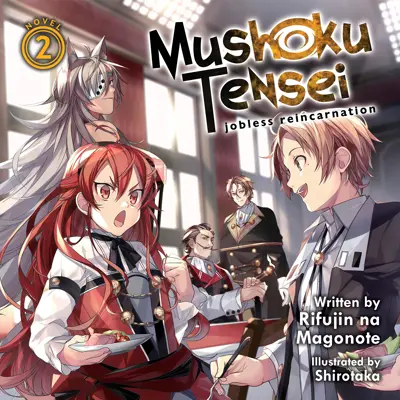 NOVEL
2
Mushoku
Tensei
jobless reincarnation
Written by
Rifujin na
Magonote
Illustrated by
Shirotaka